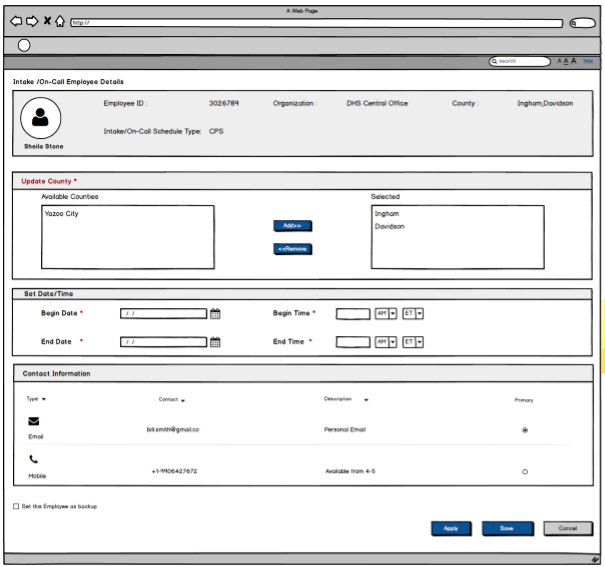 A Web Page
http://
search A A A Help
Intake /On-Call Employee Details
Employee ID : 3026789 Organization : DHS Central Office County : Ingham,Davidson
Intake/On-Call Schedule Type: CPS
Sheila Stone
Update County *
Available Counties Selected
Yazoo City Ingham
Davidson
Add>>
<<Remove
Set Date/Time
Begin Date * / / Begin Time * AM ET
End Date * / / End Time * AM ET
Contact Information
Type Contact Description Primary
Email bill.smith@gmail.co Personal Email
Mobile +1-9906427672 Available from 4-5
Set this Employee as backup
Apply Save Cancel